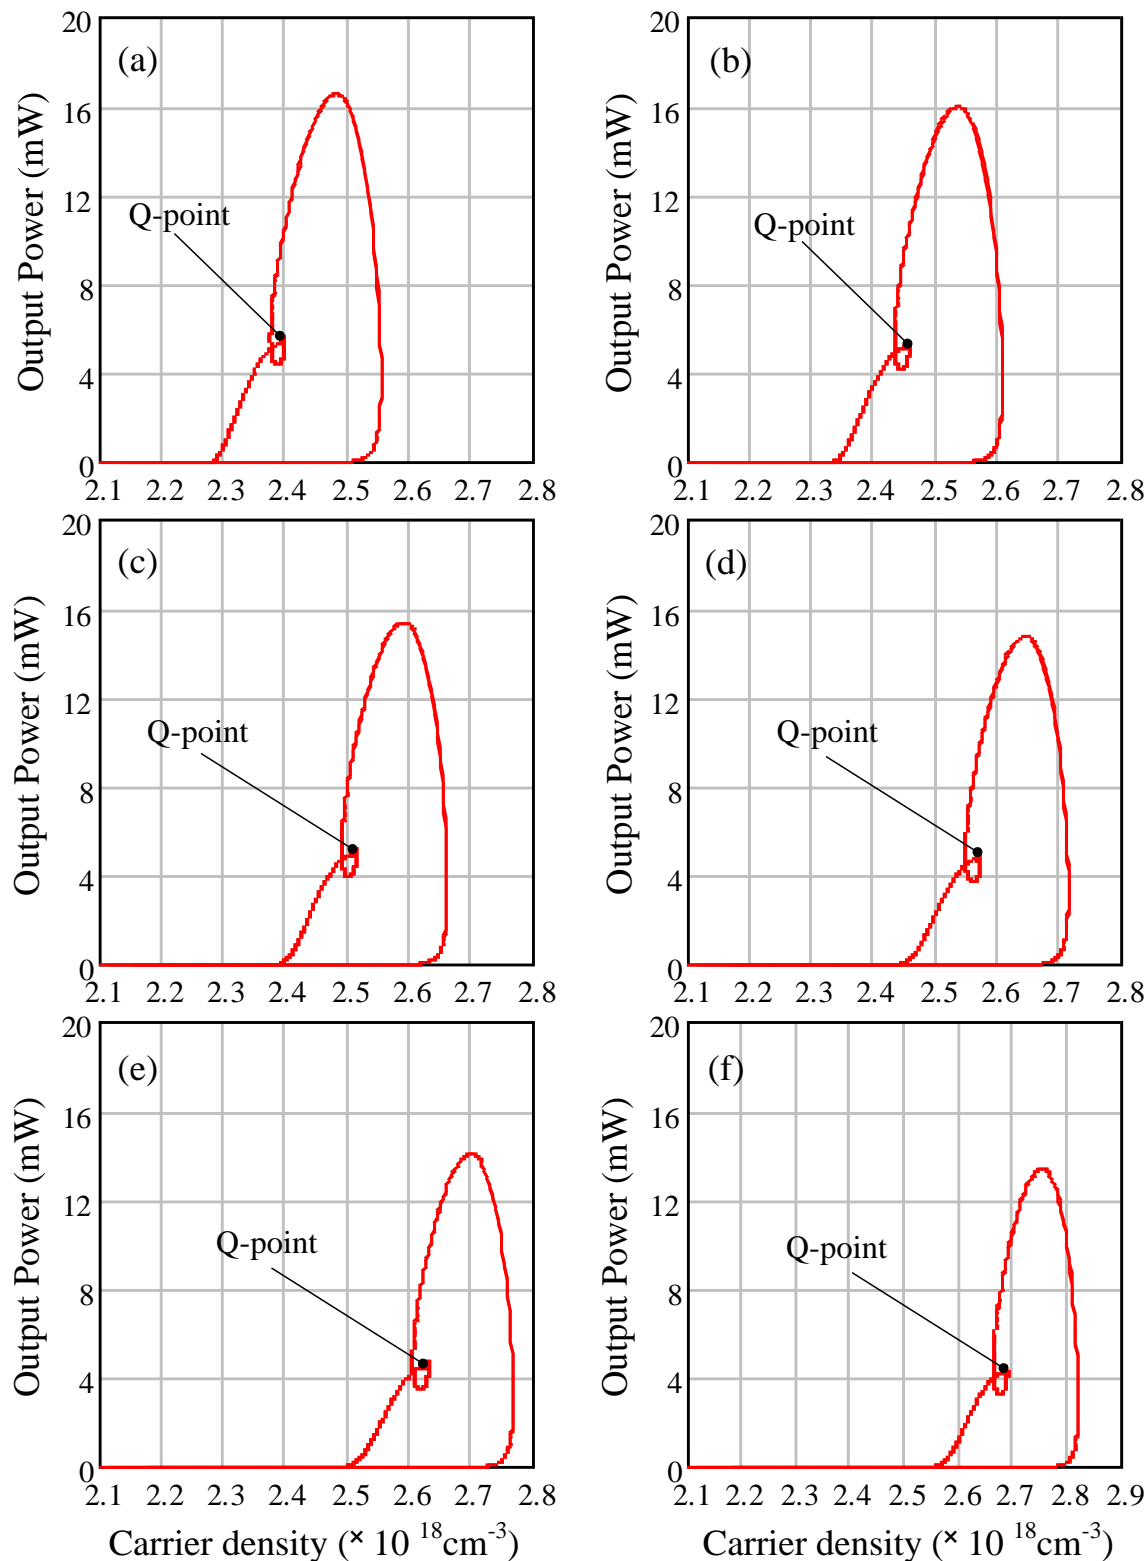 20
(a)
16
12
8
4
0
Output Power (mW)
Q-point
2.1 2.2 2.3 2.4 2.5 2.6 2.7 2.8
20
(b)
16
12
8
4
0
Output Power (mW)
Q-point
2.1 2.2 2.3 2.4 2.5 2.6 2.7 2.8
20
(c)
16
12
8
4
0
Output Power (mW)
Q-point
2.1 2.2 2.3 2.4 2.5 2.6 2.7 2.8
20
(d)
16
12
8
4
0
Output Power (mW)
Q-point
2.1 2.2 2.3 2.4 2.5 2.6 2.7 2.8
20
(e)
16
12
8
4
0
Output Power (mW)
Q-point
2.1 2.2 2.3 2.4 2.5 2.6 2.7 2.8
Carrier density (× 10 18cm-3)
20
(f)
16
12
8
4
0
Output Power (mW)
Q-point
2.1 2.2 2.3 2.4 2.5 2.6 2.7 2.8 2.9
Carrier density (× 10 18cm-3)